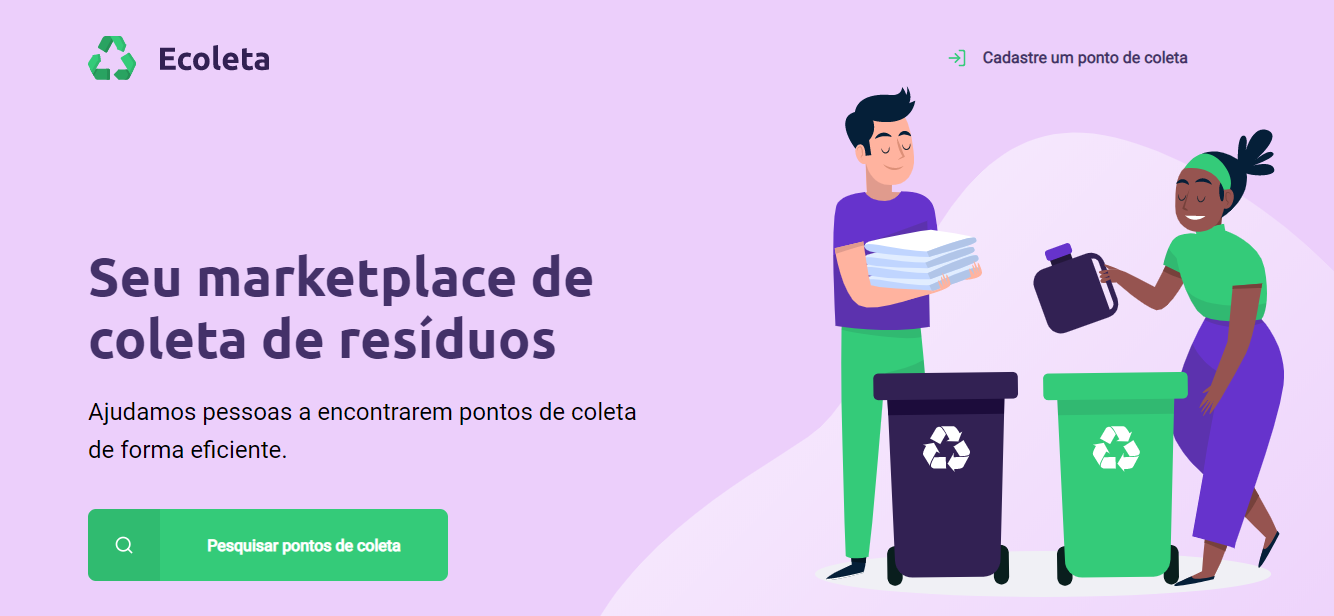 Ecoleta
Cadastre um ponto de coleta
Seu marketplace de
coleta de resíduos
Ajudamos pessoas a encontrarem pontos de coleta
de forma eficiente.
Pesquisar pontos de coleta